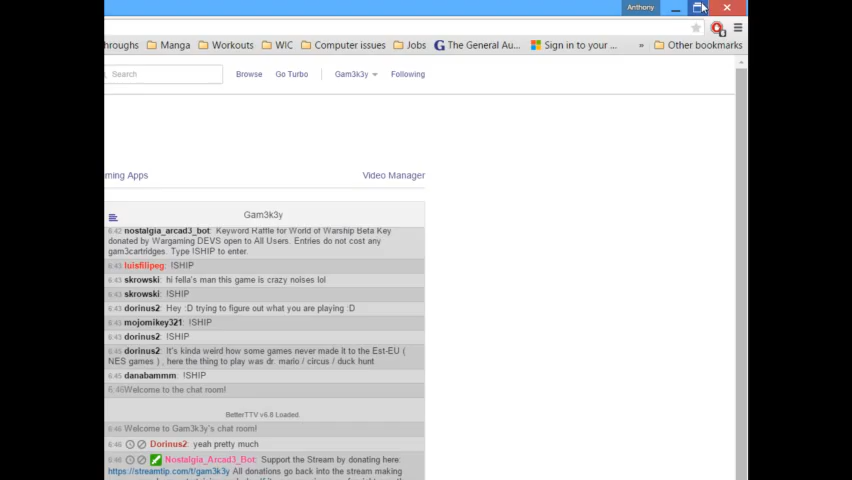 Anthony
throughs Manga Workouts WIC Computer issues Jobs The General Au... Sign in to your ... » Other bookmarks
Search Browse Go Turbo Gam3k3y Following
ming Apps Video Manager
Gam3k3y
6:42 nostalgia_arcad3_bot: Keyword Raffle for World of Warship Beta Key
donated by Wargaming DEVS open to All Users. Entries do not cost any
gam3cartridges. Type !SHIP to enter.
6:43 luisfilipeg: !SHIP
6:43 skrowski: hi fella's man this game is crazy noises lol
6:43 skrowski: !SHIP
6:43 dorinus2: Hey :D trying to figure out what you are playing :D
6:43 mojomikey321: !SHIP
6:43 dorinus2: !SHIP
6:45 dorinus2: It's kinda weird how some games never made it to the Est-EU (
NES games ) , here the thing to play was dr. mario / circus / duck hunt
6:45 danabammm: !SHIP
6:46 Welcome to the chat room!
BetterTTV v6.8 Loaded.
6:46 Welcome to Gam3k3y's chat room!
6:46 Dorinus2: yeah pretty much
6:46 Nostalgia_Arcad3_Bot: Support the Stream by donating here:
https://streamtip.com/t/gam3k3y All donations go back into the stream making